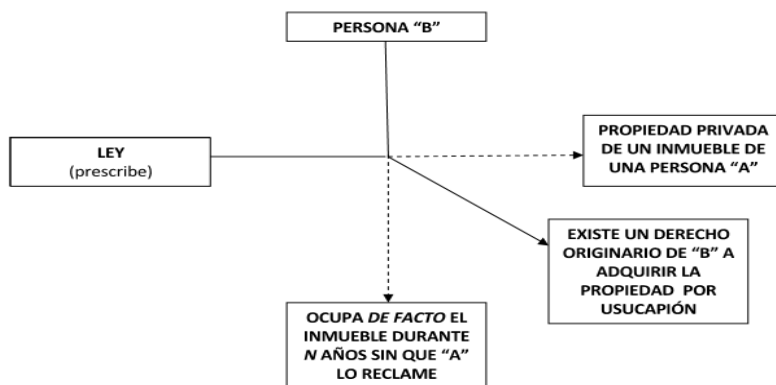 PERSONA “B”
LEY
(prescribe)
PROPIEDAD PRIVADA
DE UN INMUEBLE DE
UNA PERSONA “A”
EXISTE UN DERECHO
ORIGINARIO DE “B” A
ADQUIRIR LA
PROPIEDAD POR
USUCAPIÓN
OCUPA DE FACTO EL
INMUEBLE DURANTE
N AÑOS SIN QUE “A”
LO RECLAME